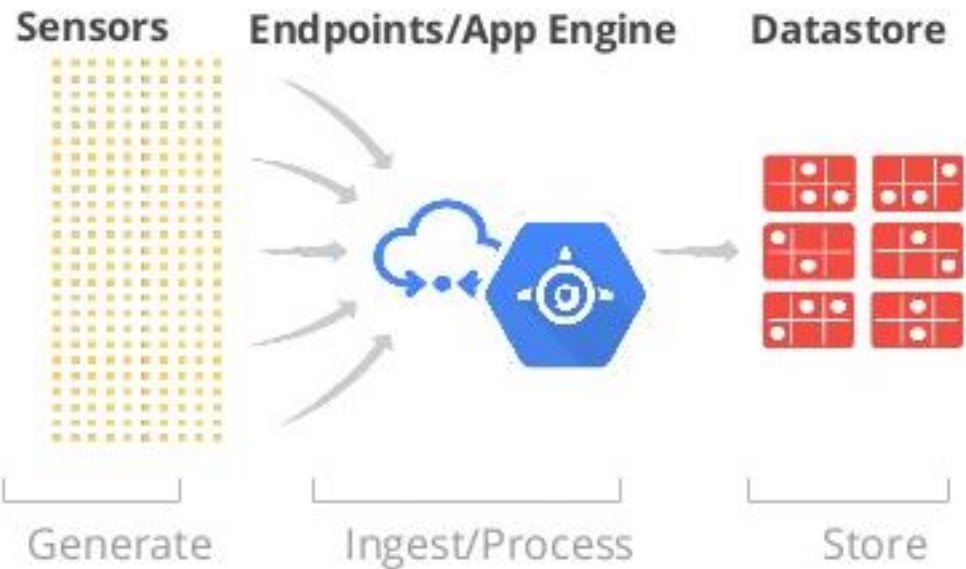 Sensors
Endpoints/App Engine
Datastore
Generate
Ingest/Process
Store